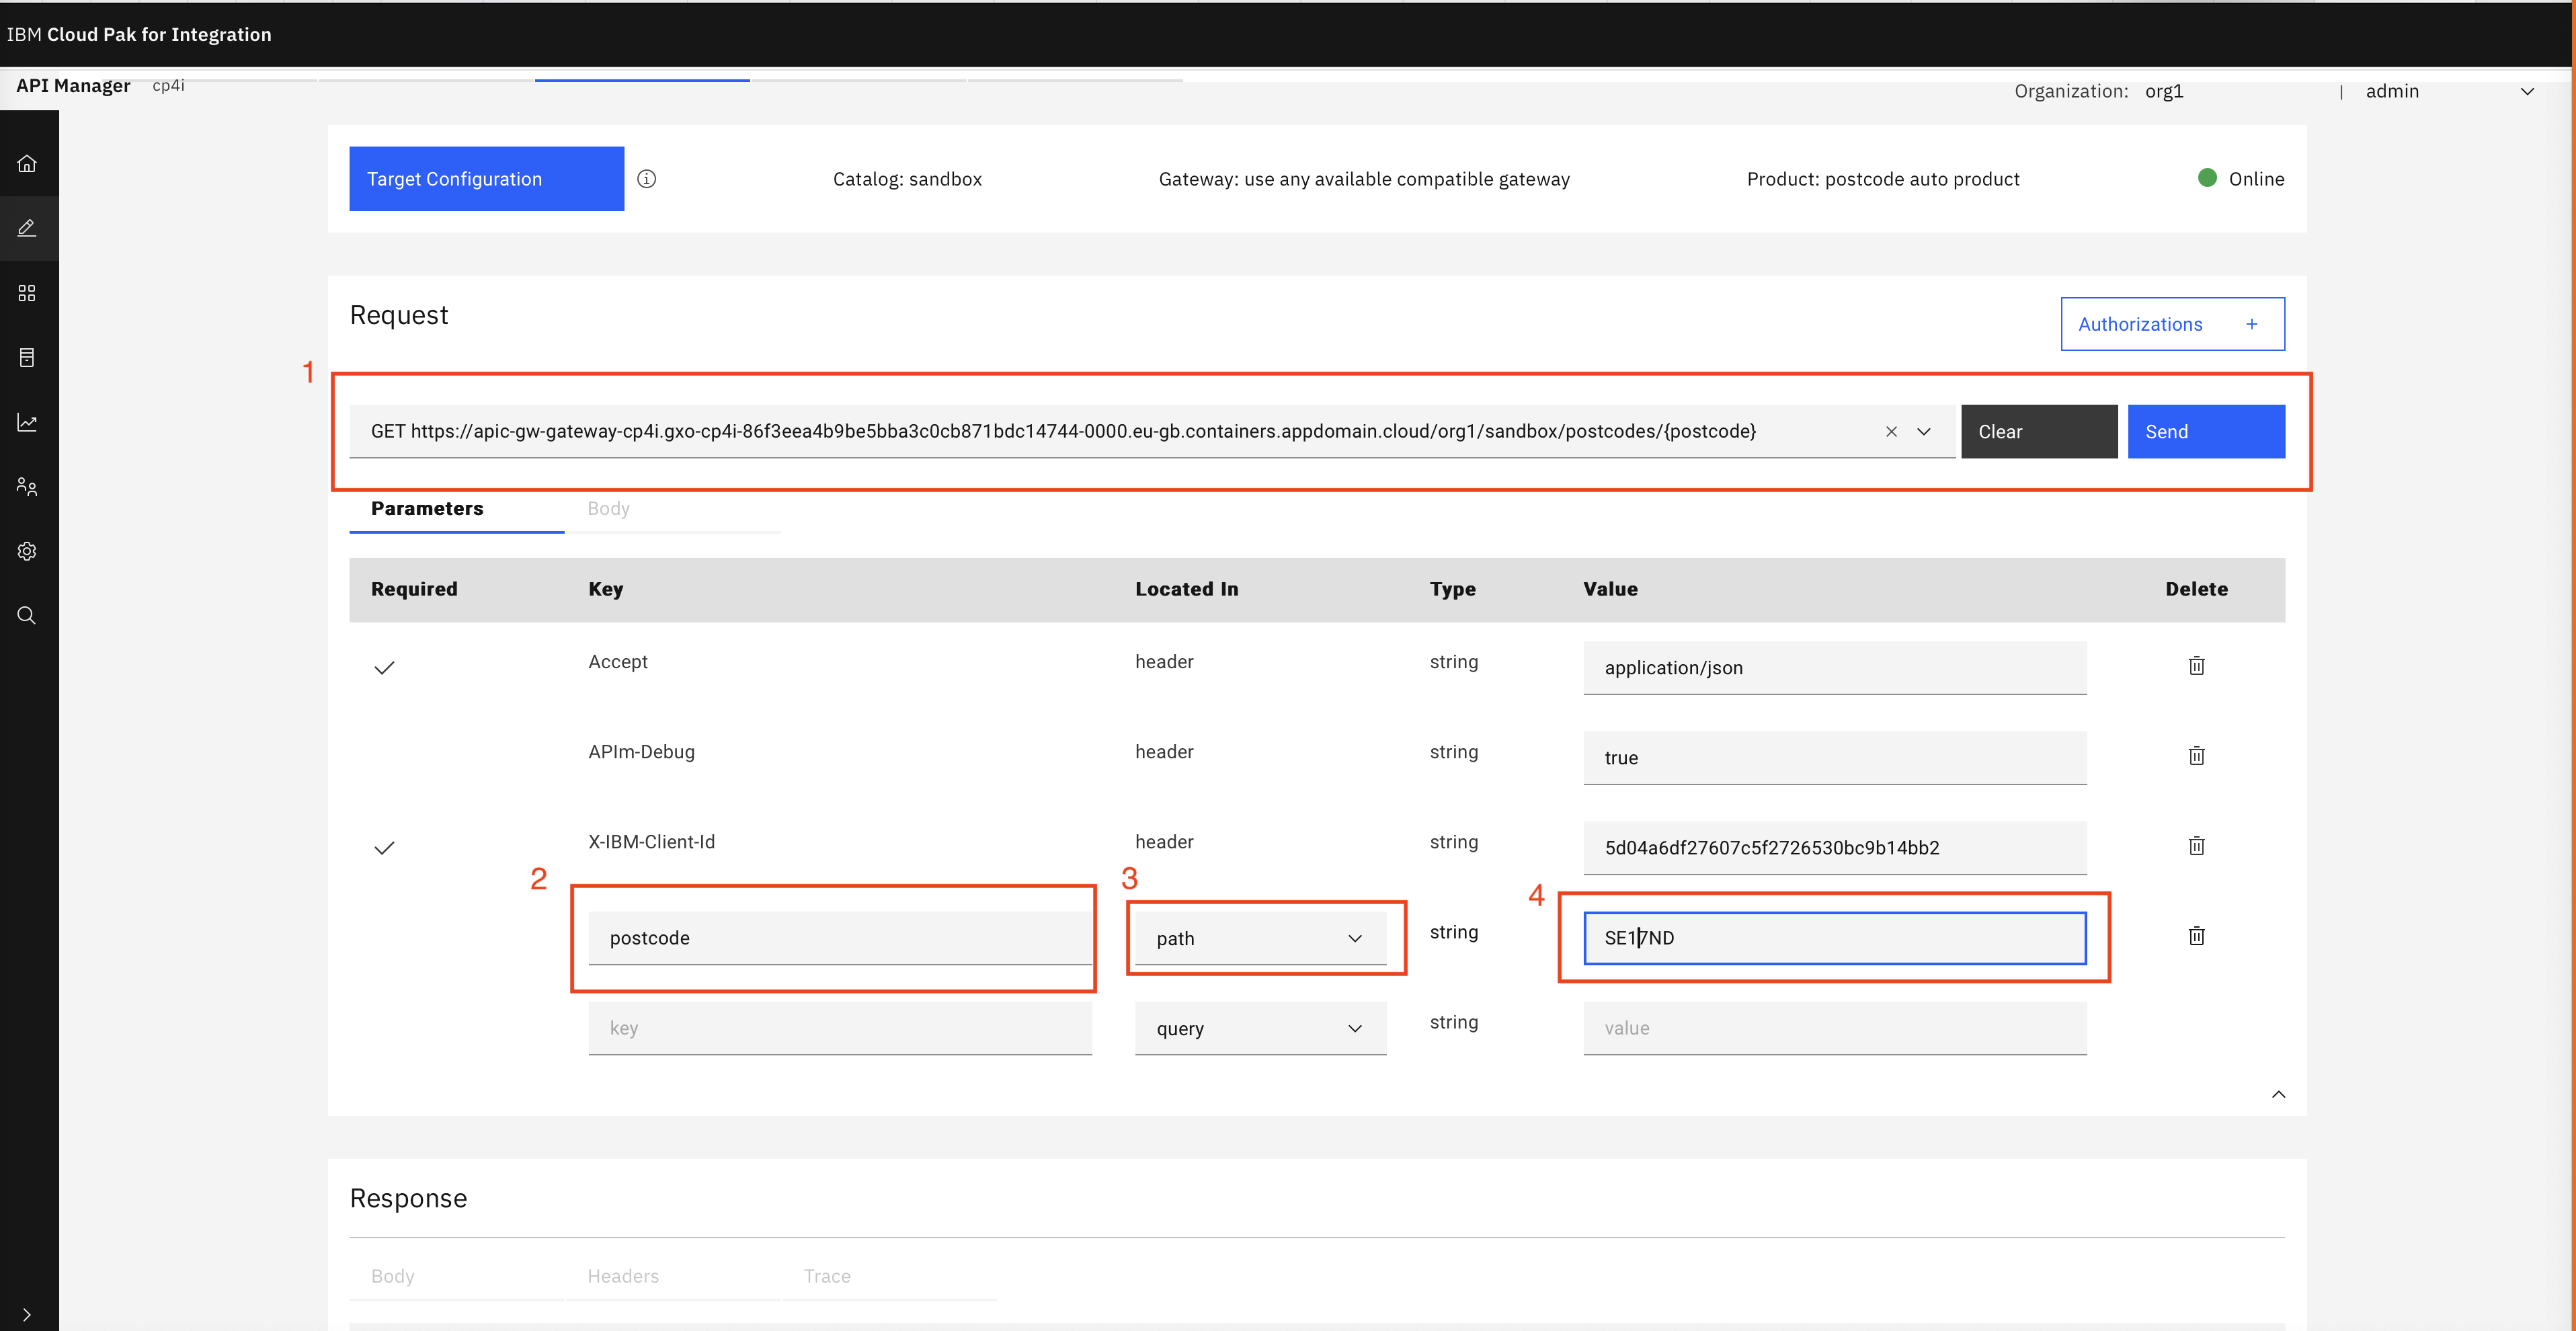 IBM Cloud Pak for Integration
API Manager cp4i Organization: org1 | admin
Target Configuration Catalog: sandbox Gateway: use any available compatible gateway Product: postcode auto product Online
Request
Authorizations +
1
GET https://apic-gw-gateway-cp4i.gxo-cp4i-86f3eea4b9be5bba3c0cb871bdc14744-0000.eu-gb.containers.appdomain.cloud/org1/sandbox/postcodes/{postcode} Clear Send
Parameters Body
Required Key Located In Type Value Delete
Accept header string application/json
APIm-Debug header string true
X-IBM-Client-Id header string 5d04a6df27607c5f2726530bc9b14bb2
2 3 4
postcode path string SE17ND
key query string value
Response
Body Headers Trace